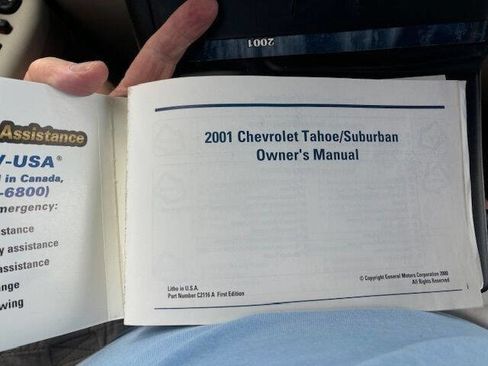 2001
Assistance
-USA®
in Canada,
-6800)
mergency:
stance
y assistance
assistance
nge
wing
2001 Chevrolet Tahoe/Suburban
Owner's Manual
Litho in U.S.A.
Part Number C2116 A First Edition
© Copyright General Motors Corporation 2000
All Rights Reserved
i